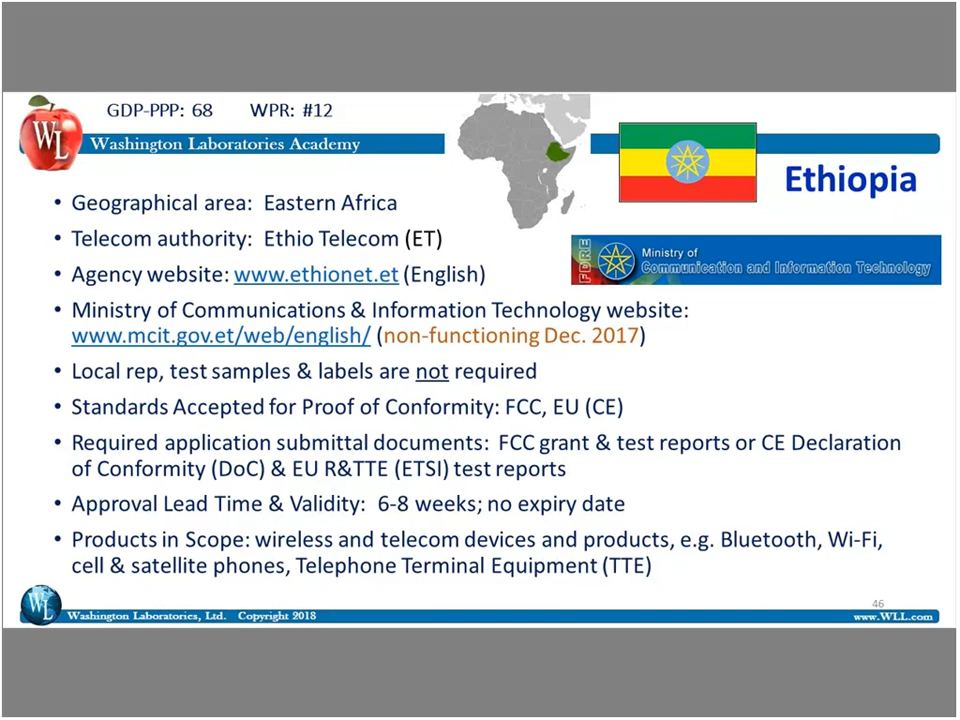 GDP-PPP: 68 WPR: #12
WL
Washington Laboratories Academy
Ethiopia
• Geographical area: Eastern Africa
• Telecom authority: Ethio Telecom (ET)
FDRE
Ministry of
Communication and Information Technology
• Agency website: www.ethionet.et (English)
• Ministry of Communications & Information Technology website:
www.mcit.gov.et/web/english/ (non-functioning Dec. 2017)
• Local rep, test samples & labels are not required
• Standards Accepted for Proof of Conformity: FCC, EU (CE)
• Required application submittal documents: FCC grant & test reports or CE Declaration
of Conformity (DoC) & EU R&TTE (ETSI) test reports
• Approval Lead Time & Validity: 6-8 weeks; no expiry date
• Products in Scope: wireless and telecom devices and products, e.g. Bluetooth, Wi-Fi,
cell & satellite phones, Telephone Terminal Equipment (TTE)
46
WL
Washington Laboratories, Ltd. Copyright 2018
www.WLL.com